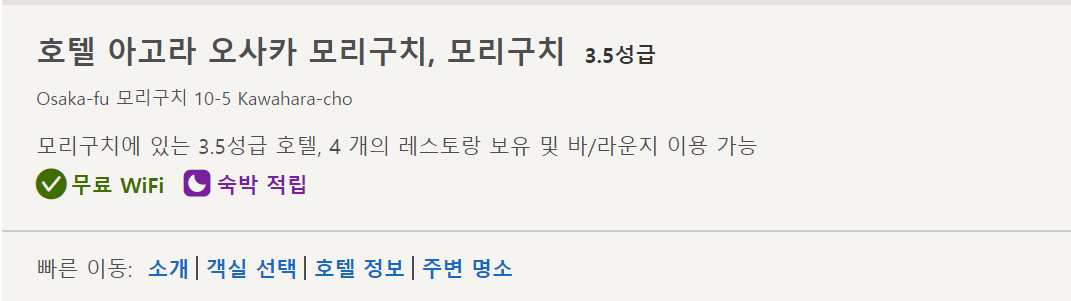 호텔 아고라 오사카 모리구치, 모리구치 3.5성급
Osaka-fu 모리구치 10-5 Kawahara-cho
모리구치에 있는 3.5성급 호텔, 4 개의 레스토랑 보유 및 바/라운지 이용 가능
무료 WiFi 숙박 적립
빠른 이동: 소개 | 객실 선택 | 호텔 정보 | 주변 명소